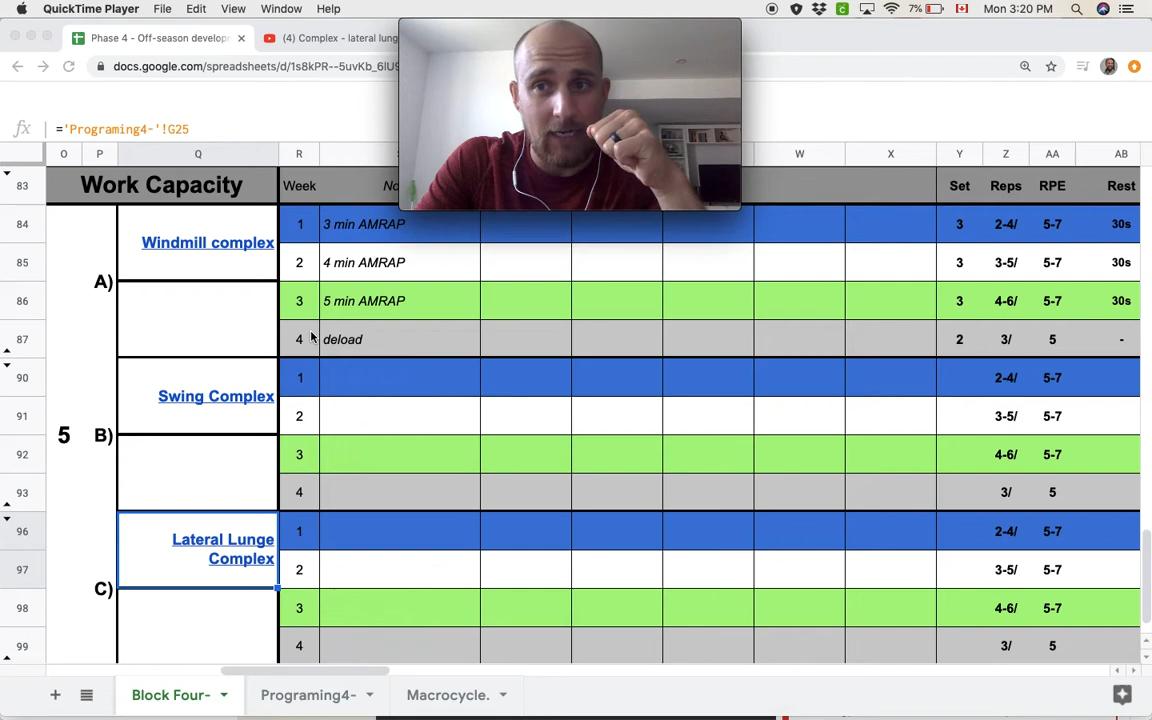 QuickTime Player File Edit View Window Help 7% Mon 3:20 PM
Phase 4 - Off-season develop
(4) Complex - lateral lung
docs.google.com/spreadsheets/d/1s8kPR--5uvKb_6lU9
fx ='Programing4-'!G25
O P Q R W X Y Z AA AB
83 Work Capacity Week Set Reps RPE Rest
84 1 3 min AMRAP 3 2-4/ 5-7 30s
Windmill complex
85 2 4 min AMRAP 3 3-5/ 5-7 30s
A)
86 3 5 min AMRAP 3 4-6/ 5-7 30s
87 4 deload 2 3/ 5 -
90 1 2-4/ 5-7
Swing Complex
91 2 3-5/ 5-7
5 B)
92 3 4-6/ 5-7
93 4 3/ 5
96 1 2-4/ 5-7
Lateral Lunge
Complex
97 2 3-5/ 5-7
C)
98 3 4-6/ 5-7
99 4 3/ 5
Block Four- Programing4- Macrocycle.